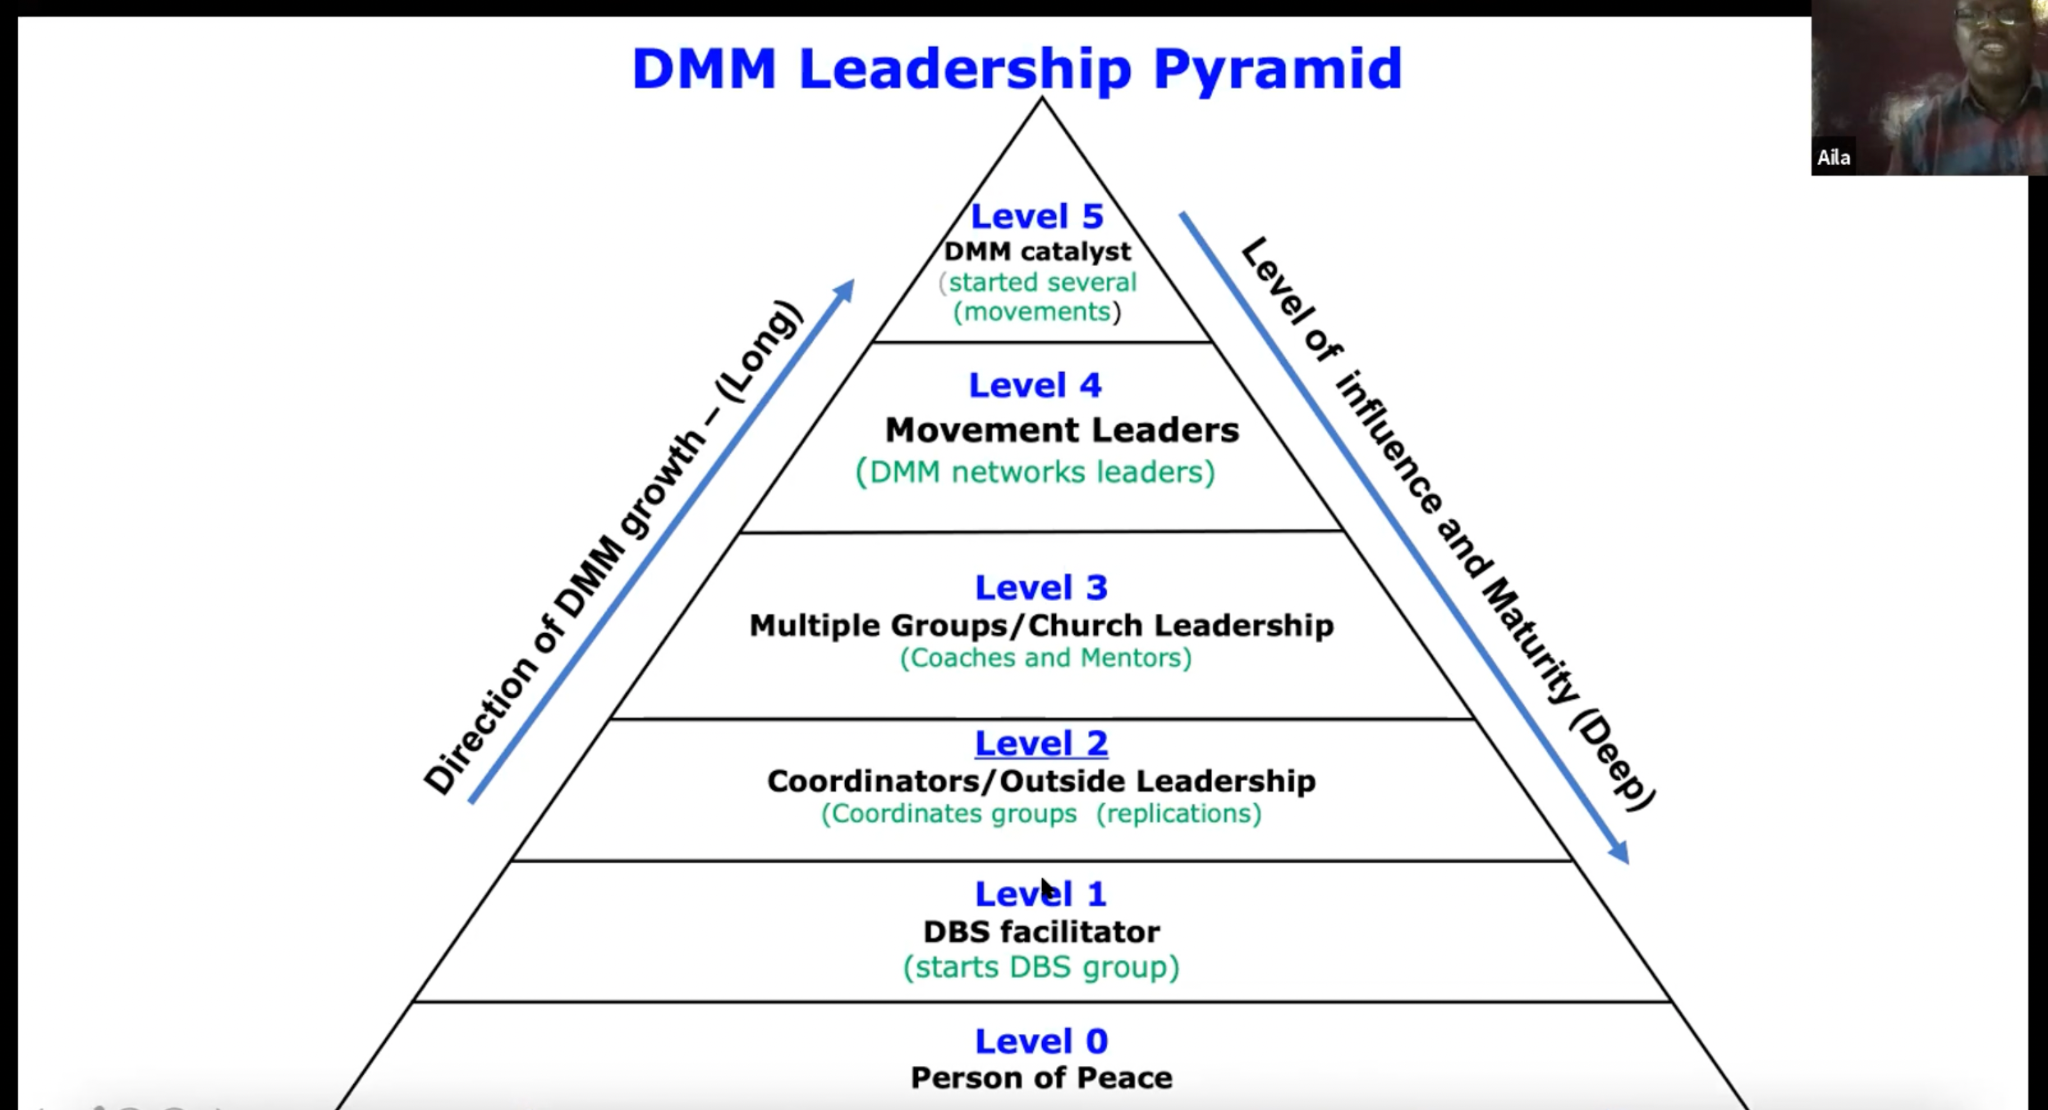 DMM Leadership Pyramid
Aila
Level 5
DMM catalyst
(started several
(movements)
Level 4
Movement Leaders
(DMM networks leaders)
Level 3
Multiple Groups/Church Leadership
(Coaches and Mentors)
Level 2
Coordinators/Outside Leadership
(Coordinates groups (replications)
Level 1
DBS facilitator
(starts DBS group)
Level 0
Person of Peace
Direction of DMM growth – (Long)
Level of influence and Maturity (Deep)